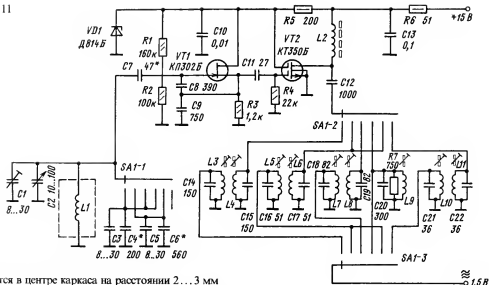 11
VD1
Д814Б
R1
160к
C10
0,01
R5
200
L2
R6
51
+15 В
C7
47*
VT1
КП302Б
C11 27
VT2
КТ350Б
C13
0,1
R2
100к
C8 390
C9
750
R3
1,2к
R4
22к
C12
1000
SA1-2
SA1-1
C1
8...30
C2 10...100
L1
C3
8...30
C4*
200
C5
8..30
C6*
560
L3
C14
150
L4
C15
150
L5
L6
C16
51
C17
51
C18
82
L7
L8
C19 82
R7
750
C20
300
L9
L10
L11
C21
36
C22
36
SA1-3
≈
1,5 В
тся в центре каркаса на расстоянии 2...3 мм